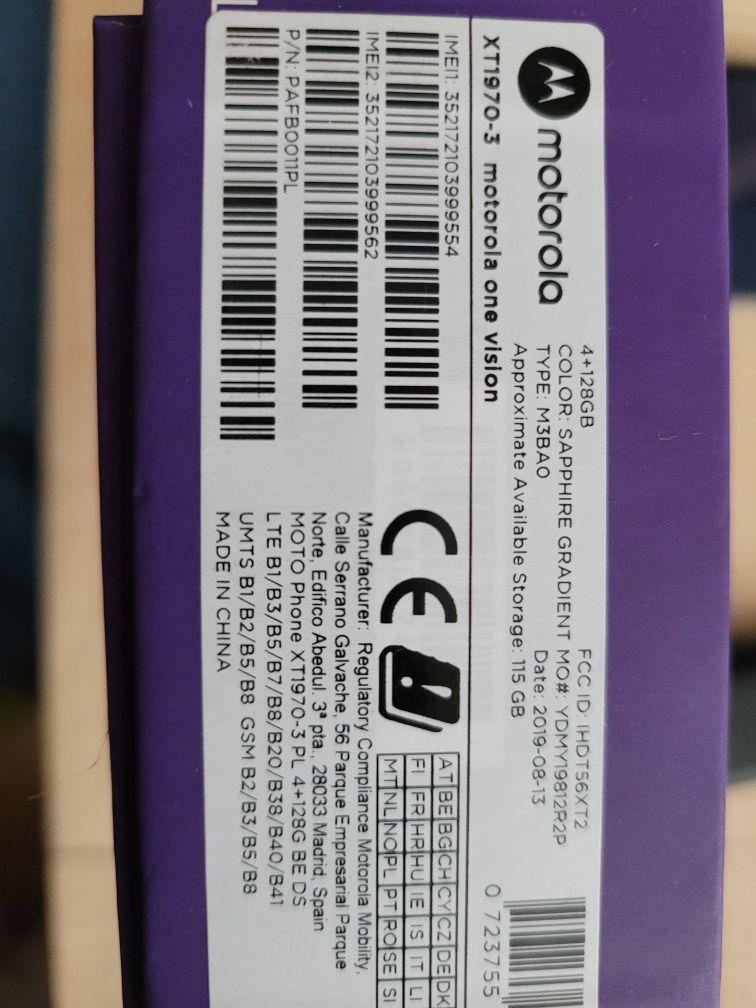 motorola
4+128GB
COLOR: SAPPHIRE GRADIENT
TYPE: M3BA0
Approximate Available Storage: 115 GB
FCC ID: IHDT56XT2
MO#: YDMY19812R2P
Date: 2019-08-13
0 723755
XT1970-3 motorola one vision
IMEI1: 352172103999554
IMEI2: 352172103999562
P/N: PAFB0011PL
CE
AT BE BG CH CY CZ DE DK
FI FR HR HU IE IS IT LI
MT NL NO PL PT RO SE SI
Manufacturer: Regulatory Compliance Motorola Mobility,
Calle Serrano Galvache, 56 Parque Empresarial Parque
Norte, Edifico Abedul. 3ª pta., 28033 Madrid, Spain
MOTO Phone XT1970-3 PL 4+128G BE DS
LTE B1/B3/B5/B7/B8/B20/B38/B40/B41
UMTS B1/B2/B5/B8 GSM B2/B3/B5/B8
MADE IN CHINA